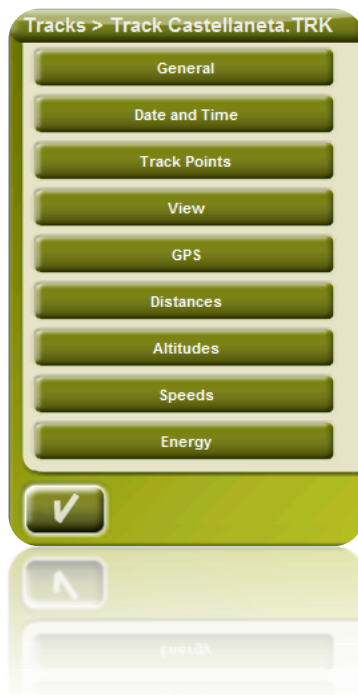 Tracks > Track Castellaneta.TRK
General
Date and Time
Track Points
View
GPS
Distances
Altitudes
Speeds
Energy